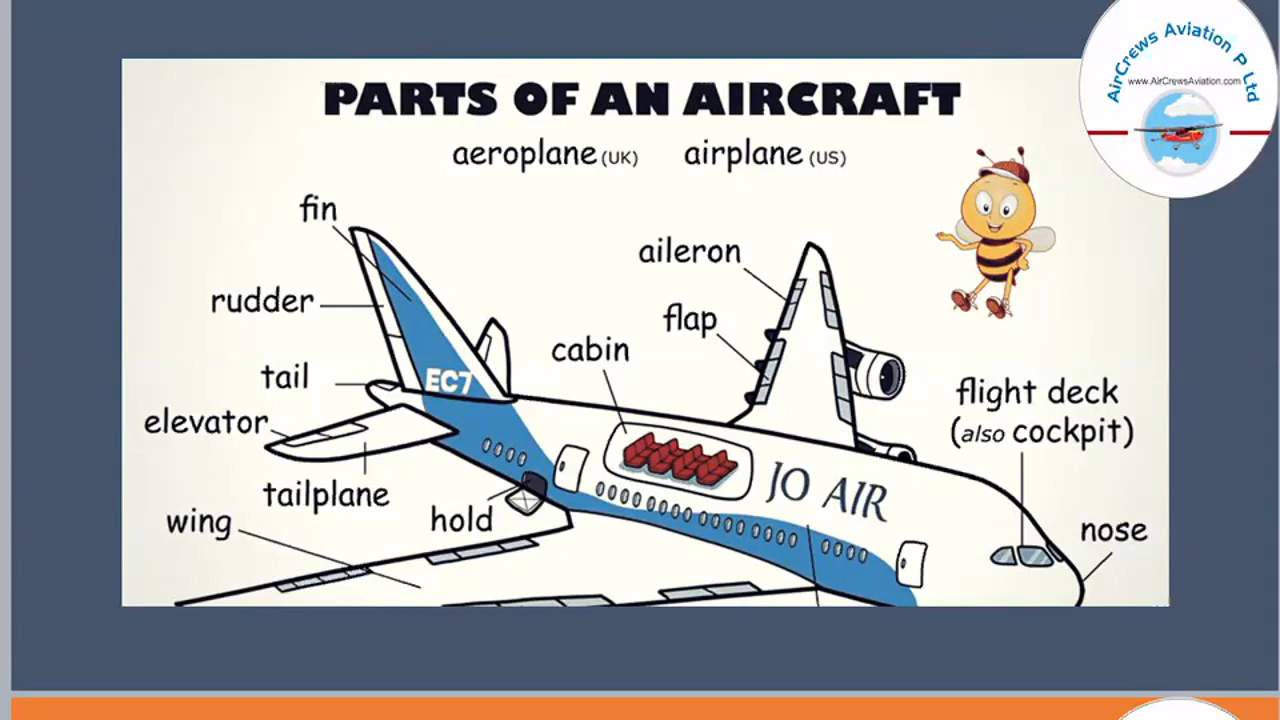 AirCrews Aviation P Ltd
www.AirCrewsAviation.com
PARTS OF AN AIRCRAFT
aeroplane (UK) airplane (US)
fin
aileron
rudder
flap
cabin
tail
flight deck
(also cockpit)
elevator
EC7
JO AIR
tailplane
hold
wing
nose